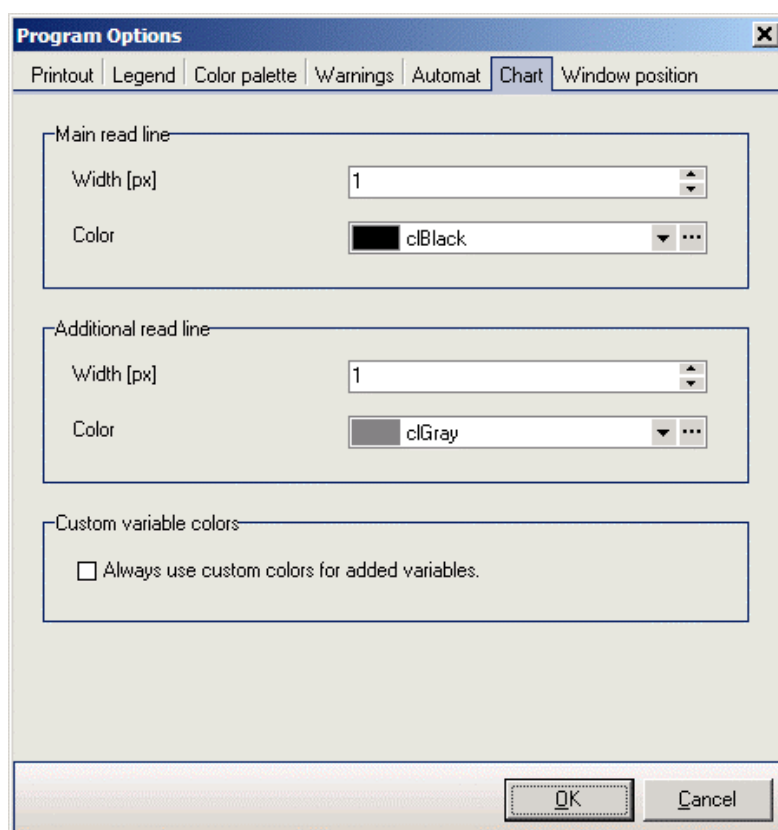 Program Options
Printout Legend Color palette Warnings Automat Chart Window position
Main read line
Width [px] 1
Color clBlack ...
Additional read line
Width [px] 1
Color clGray ...
Custom variable colors
Always use custom colors for added variables.
OK Cancel